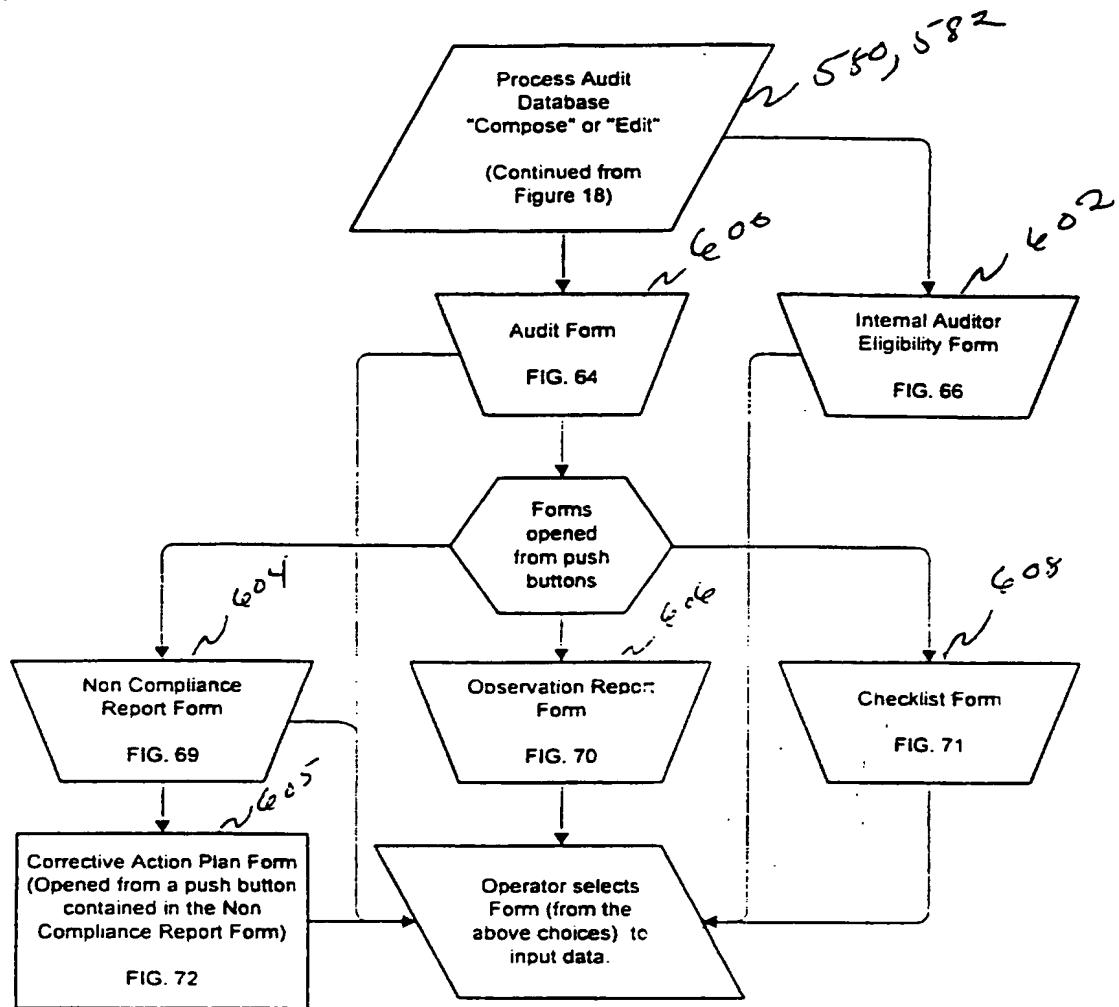 Process Audit
Database
"Compose" or "Edit"
(Continued from
Figure 18)
580, 582
Audit Form
FIG. 64
600
Internal Auditor
Eligibility Form
FIG. 66
602
Forms
opened
from push
buttons
Non Compliance
Report Form
FIG. 69
604
Observation Report
Form
FIG. 70
606
Checklist Form
FIG. 71
608
Corrective Action Plan Form
(Opened from a push button
contained in the Non
Compliance Report Form)
FIG. 72
605
Operator selects
Form (from the
above choices) to
input data.